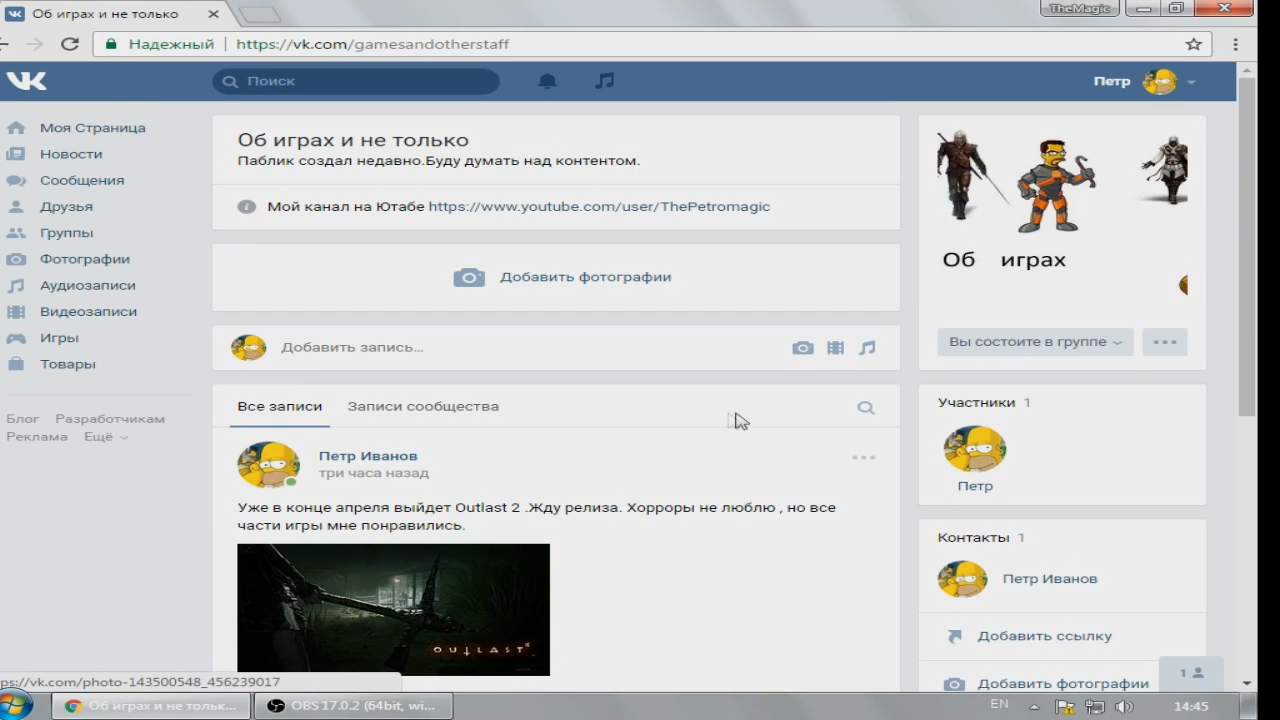 Об играх и не только
TheMagic
Надежный
https://vk.com/gamesandotherstaff
Поиск
Петр
Моя Страница
Новости
Сообщения
Друзья
Группы
Фотографии
Аудиозаписи
Видеозаписи
Игры
Товары
Блог Разработчикам
Реклама Ещё
Об играх и не только
Паблик создал недавно.Буду думать над контентом.
Мой канал на Ютабе https://www.youtube.com/user/ThePetromagic
Добавить фотографии
Добавить запись...
Все записи Записи сообщества
Петр Иванов
три часа назад
Уже в конце апреля выйдет Outlast 2 .Жду релиза. Хорроры не люблю , но все
части игры мне понравились.
OUTLAST
Об играх
Вы состоите в группе
Участники 1
Петр
Контакты 1
Петр Иванов
Добавить ссылку
Добавить фотографии
1
ps://vk.com/photo-143500548_456239017
Об играх и не тольк...
OBS 17.0.2 (64bit, wi...
EN
14:45